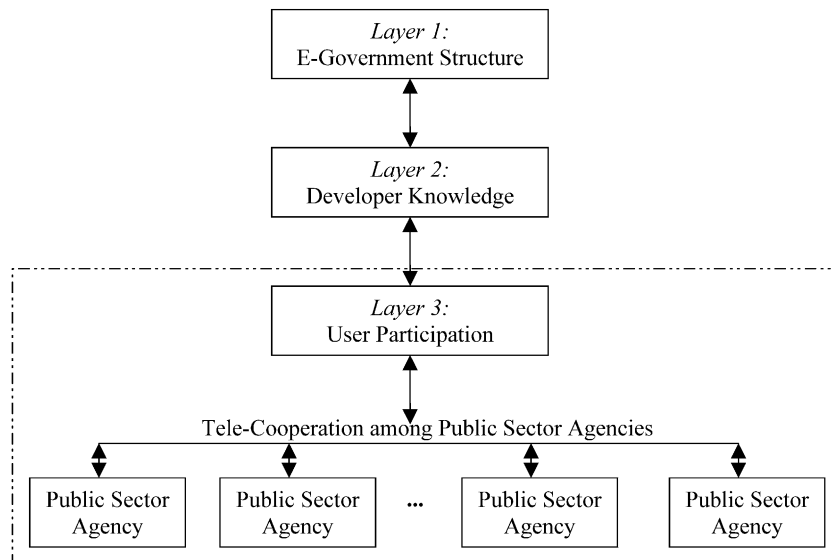 Layer 1:
E-Government Structure
Layer 2:
Developer Knowledge
Layer 3:
User Participation
Tele-Cooperation among Public Sector Agencies
Public Sector
Agency
Public Sector
Agency
...
Public Sector
Agency
Public Sector
Agency